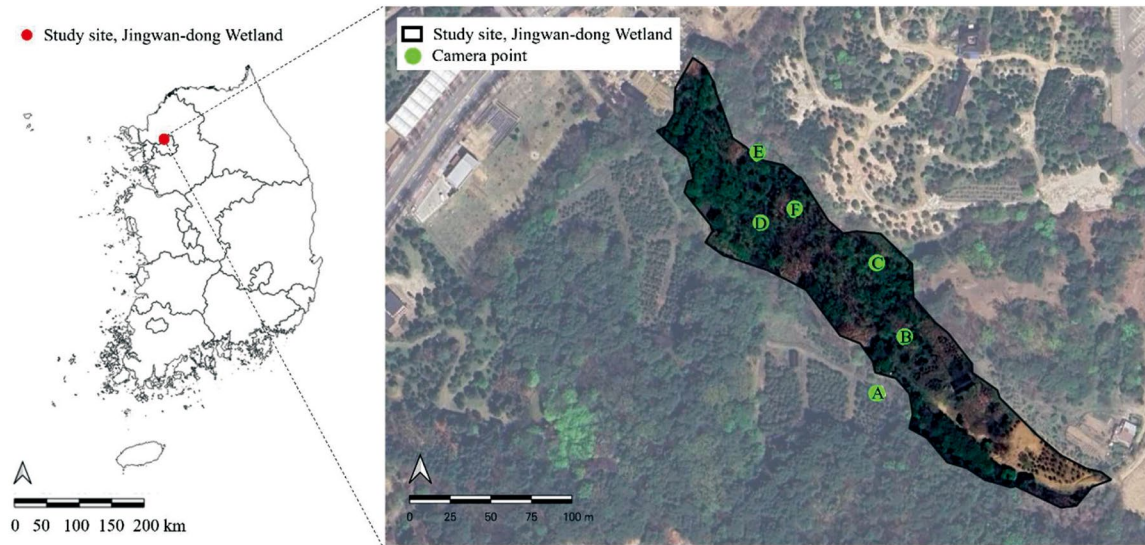 Study site, Jingwan-dong Wetland
0 50 100 150 200 km
Study site, Jingwan-dong Wetland
Camera point
E
F
D
C
B
A
0 25 50 75 100 m